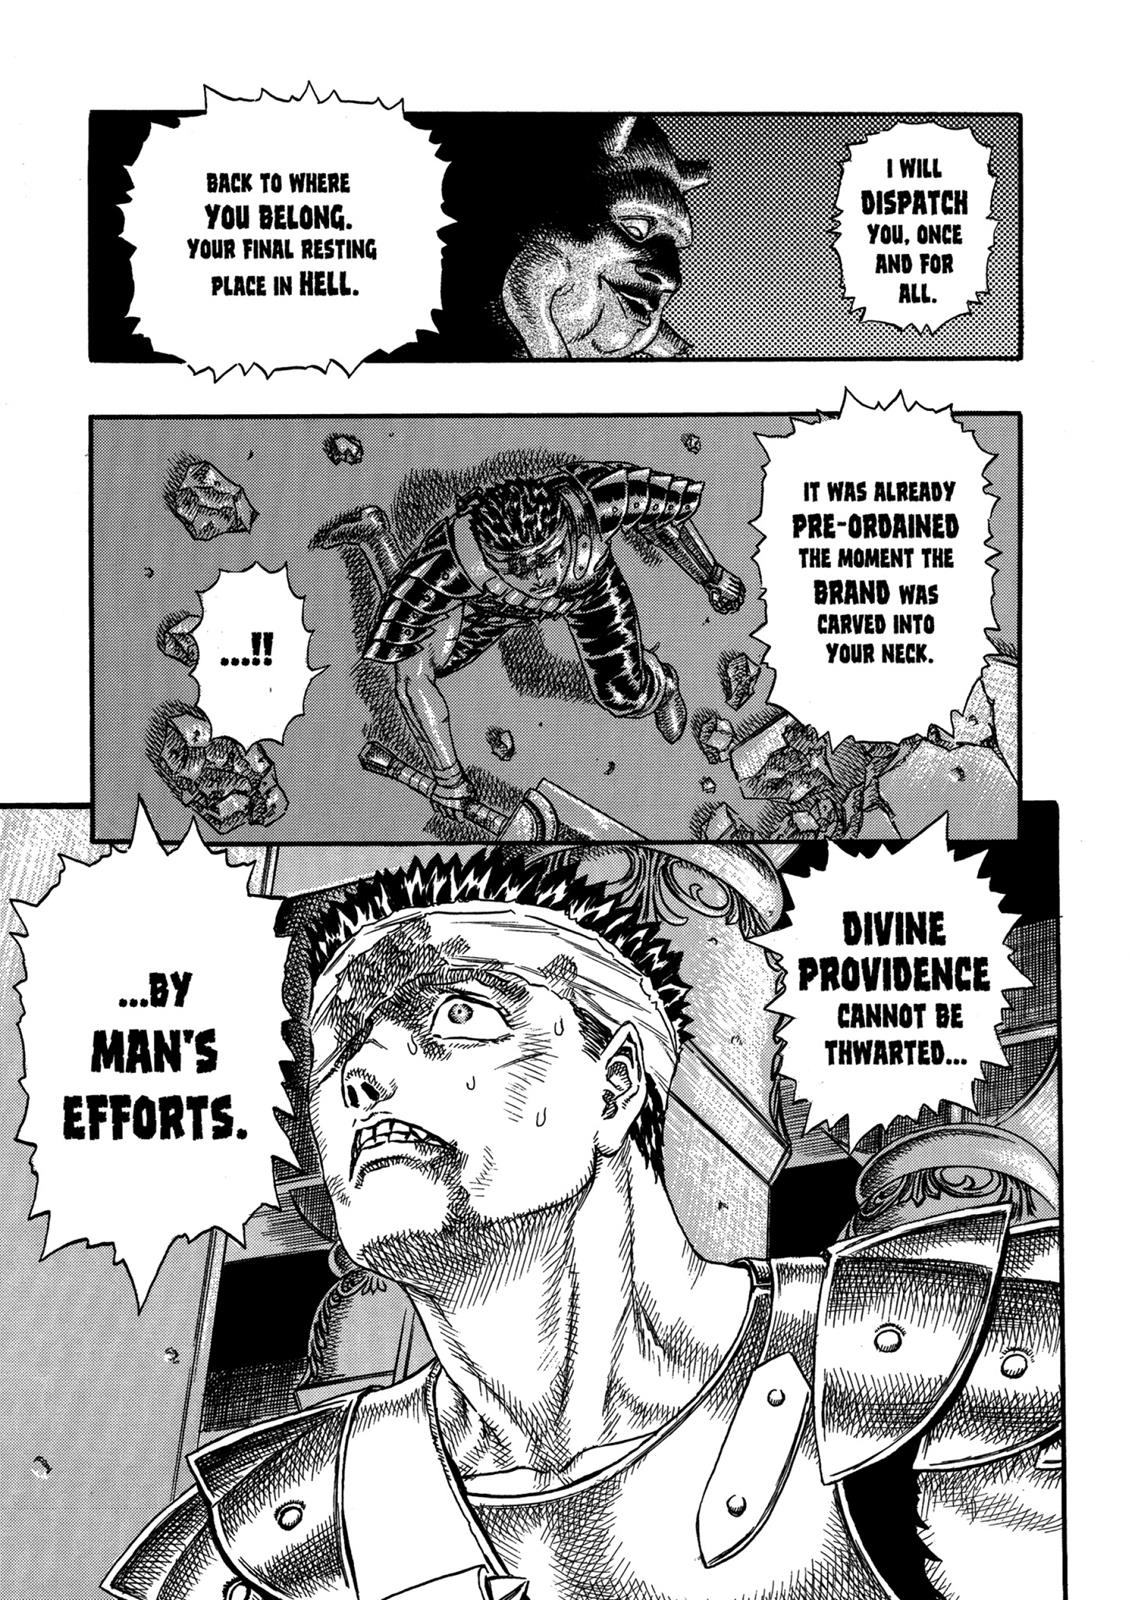 I WILL
DISPATCH
YOU, ONCE
AND FOR
ALL.
BACK TO WHERE
YOU BELONG.
YOUR FINAL RESTING
PLACE IN HELL.
IT WAS ALREADY
PRE-ORDAINED
THE MOMENT THE
BRAND WAS
CARVED INTO
YOUR NECK.
...!!
DIVINE
PROVIDENCE
CANNOT BE
THWARTED...
...BY
MAN'S
EFFORTS.